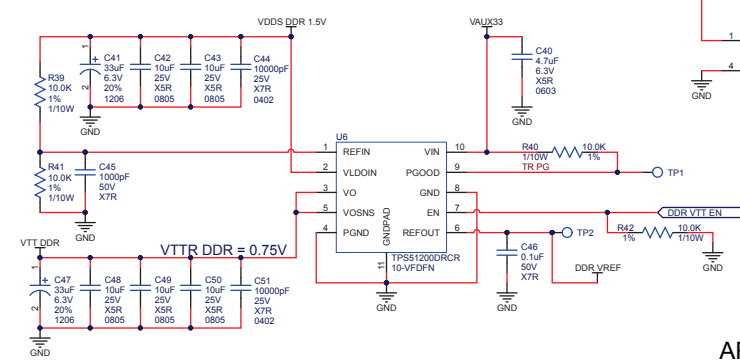 VDDS DDR 1.5V
VAUX33
1
C41
33uF
6.3V
20%
1206
2
C42
10uF
25V
X5R
0805
C43
10uF
25V
X5R
0805
C44
10000pF
25V
X7R
0402
C40
4.7uF
6.3V
X5R
0603
1
4
GND
R39
10.0K
1%
1/10W
GND
GND
R41
10.0K
1%
1/10W
C45
1000pF
50V
X7R
GND
U6
1 REFIN VIN 10
2 VLDOIN PGOOD 9
3 VO GND 8
5 VOSNS EN 7
4 PGND REFOUT 6
GNDPAD
11
TPS51200DRCR
10-VFDFN
GND
R40
1/10W
10.0K
1%
TR PG
TP1
DDR VTT EN
R42
1%
10.0K
1/10W
GND
TP2
C46
0.1uF
50V
X7R
GND
DDR VREF
VTT DDR
VTTR DDR = 0.75V
1
C47
33uF
6.3V
20%
1206
2
C48
10uF
25V
X5R
0805
C49
10uF
25V
X5R
0805
C50
10uF
25V
X5R
0805
C51
10000pF
25V
X7R
0402
GND